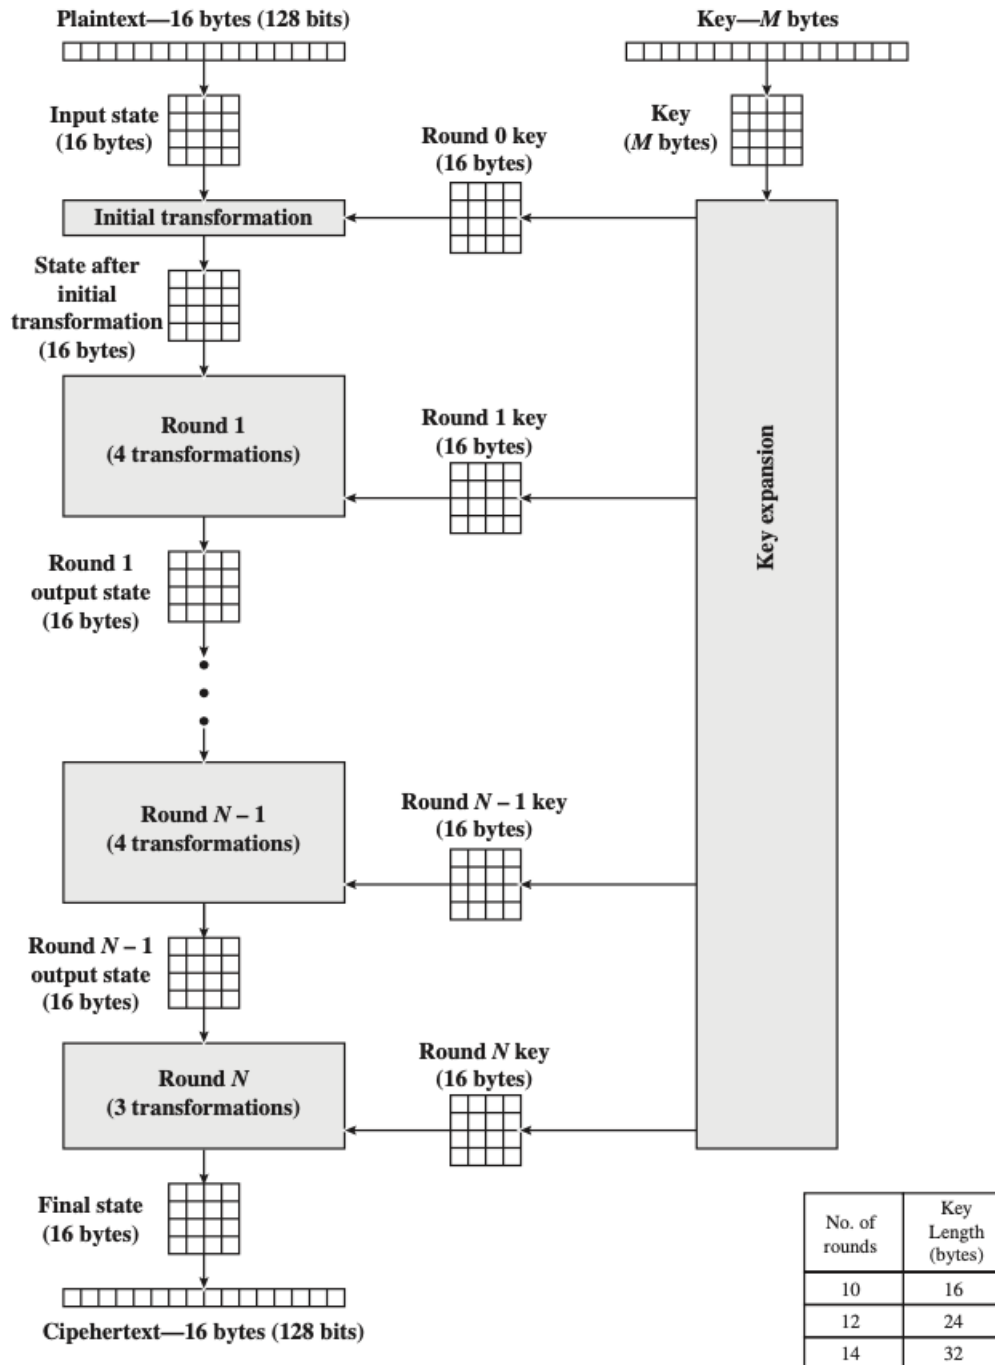 Plaintext—16 bytes (128 bits)
Key—M bytes
Input state
(16 bytes)
Key
(M bytes)
Round 0 key
(16 bytes)
Initial transformation
State after
initial
transformation
(16 bytes)
Round 1
(4 transformations)
Round 1 key
(16 bytes)
Key expansion
Round 1
output state
(16 bytes)
Round N – 1
(4 transformations)
Round N – 1 key
(16 bytes)
Round N – 1
output state
(16 bytes)
Round N
(3 transformations)
Round N key
(16 bytes)
Final state
(16 bytes)
Cipehertext—16 bytes (128 bits)
No. of
rounds
Key
Length
(bytes)
10 16
12 24
14 32